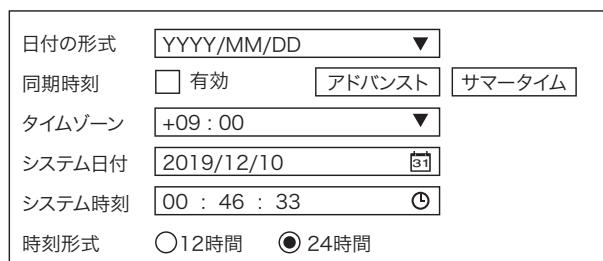 日付の形式 YYYY/MM/DD ▼
同期時刻 有効 アドバンスト サマータイム
タイムゾーン +09 : 00 ▼
システム日付 2019/12/10 31
システム時刻 00 : 46 : 33
時刻形式 12時間 24時間